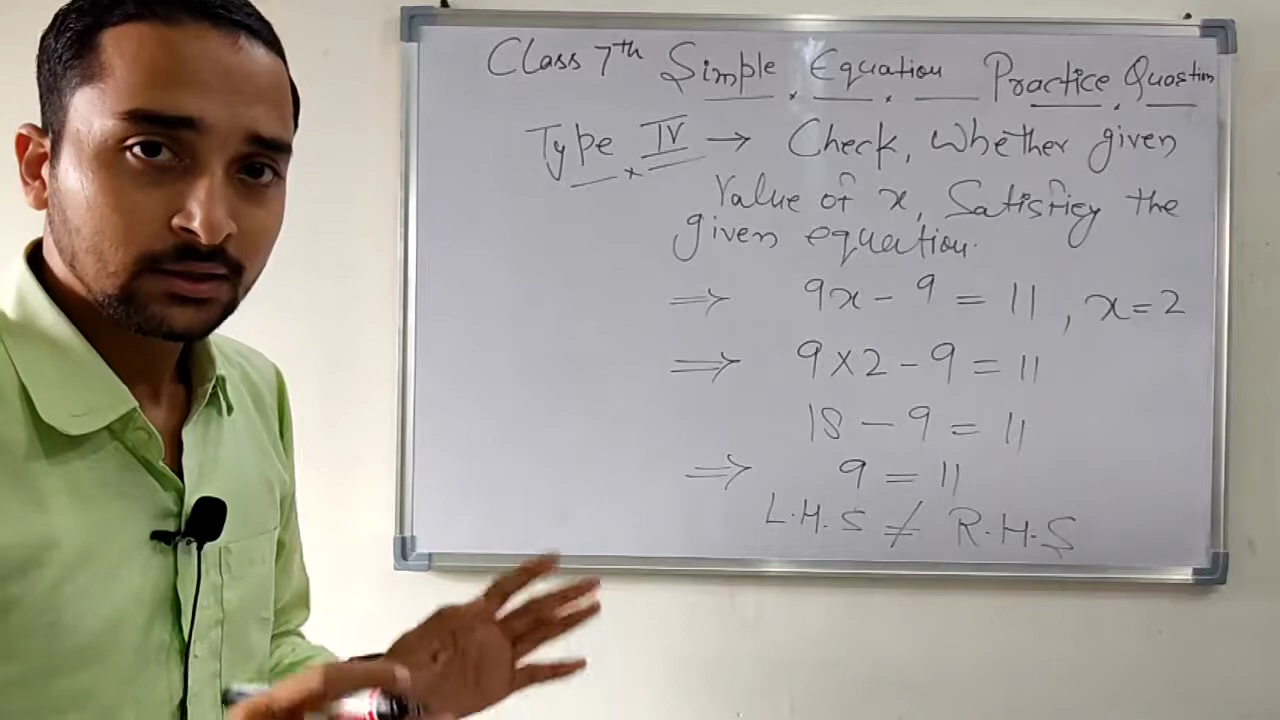 Class 7th Simple Equation Practice Question
Type IV → Check, Whether given
Value of x, Satisfiey the
given equation.
⇒ 9x - 9 = 11, x = 2
⇒ 9×2 - 9 = 11
18 - 9 = 11
⇒ 9 = 11
L.H.S ≠ R.H.S